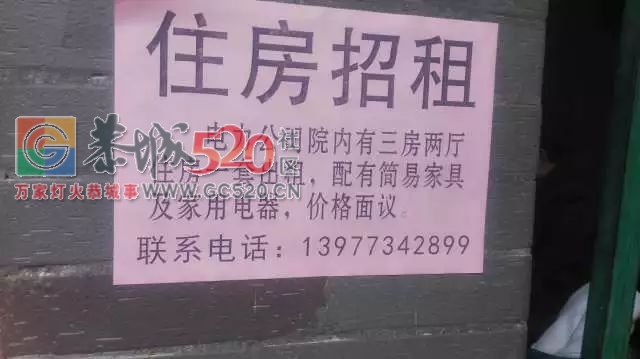 住房招租
电力公司院内有三房两厅
住房一套出租，配有简易家具
及家用电器，价格面议。
联系电话：13977342899
恭城520
社区
万家灯火恭城事
WWW.GC520.CN